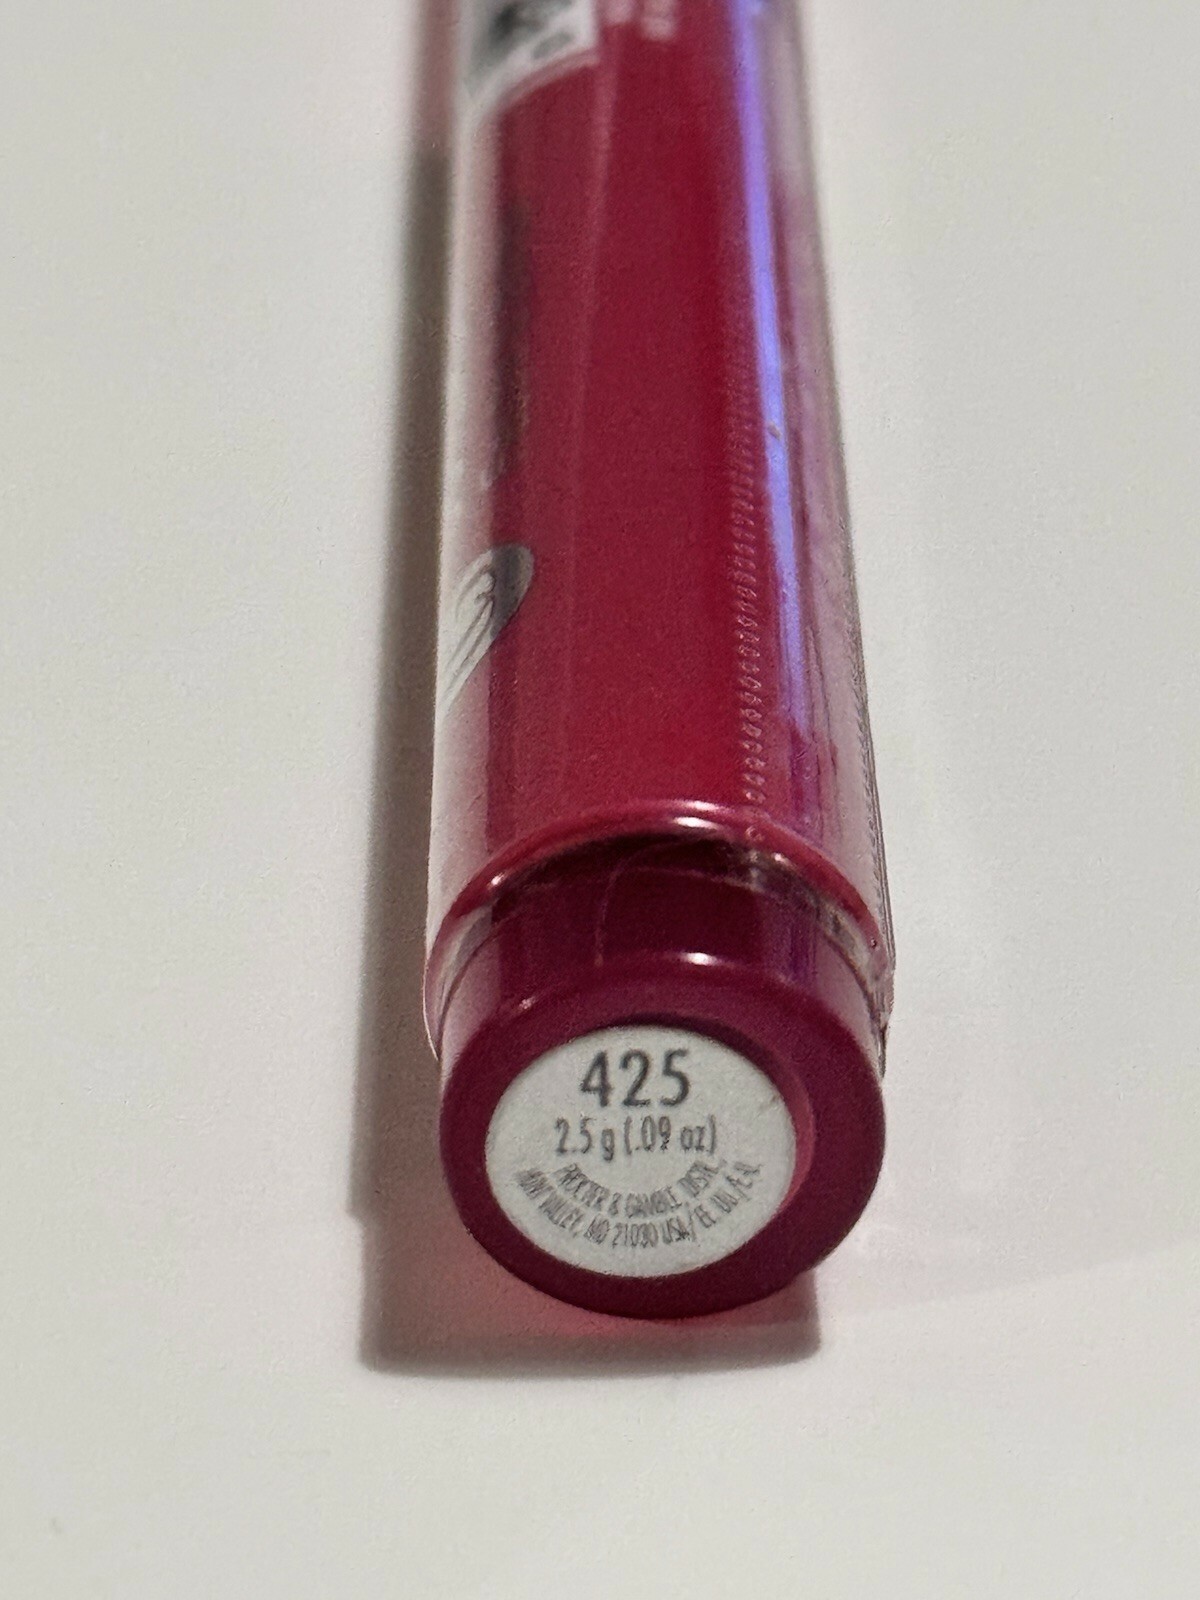 425
2.5 g (.09 oz)
PROCTER & GAMBLE, DISTR.,
HUNT VALLEY, MD 21030 USA/EE. UU./É.-U.